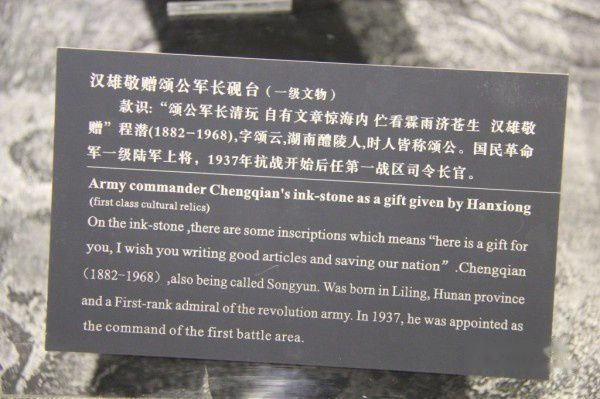 汉雄敬赠颂公军长砚台（一级文物）
款识：“颂公军长清玩 自有文章惊海内 伫看霖雨济苍生 汉雄敬
赠”程潜(1882-1968),字颂云,湖南醴陵人,时人皆称颂公。国民革命
军一级陆军上将，1937年抗战开始后任第一战区司令长官。
Army commander Chengqian's ink-stone as a gift given by Hanxiong
(first class cultural relics)
On the ink-stone ,there are some inscriptions which means “here is a gift for
you, I wish you writing good articles and saving our nation” .Chengqian
（1882-1968）,also being called Songyun. Was born in Liling, Hunan province
and a First-rank admiral of the revolution army. In 1937, he was appointed as
the command of the first battle area.